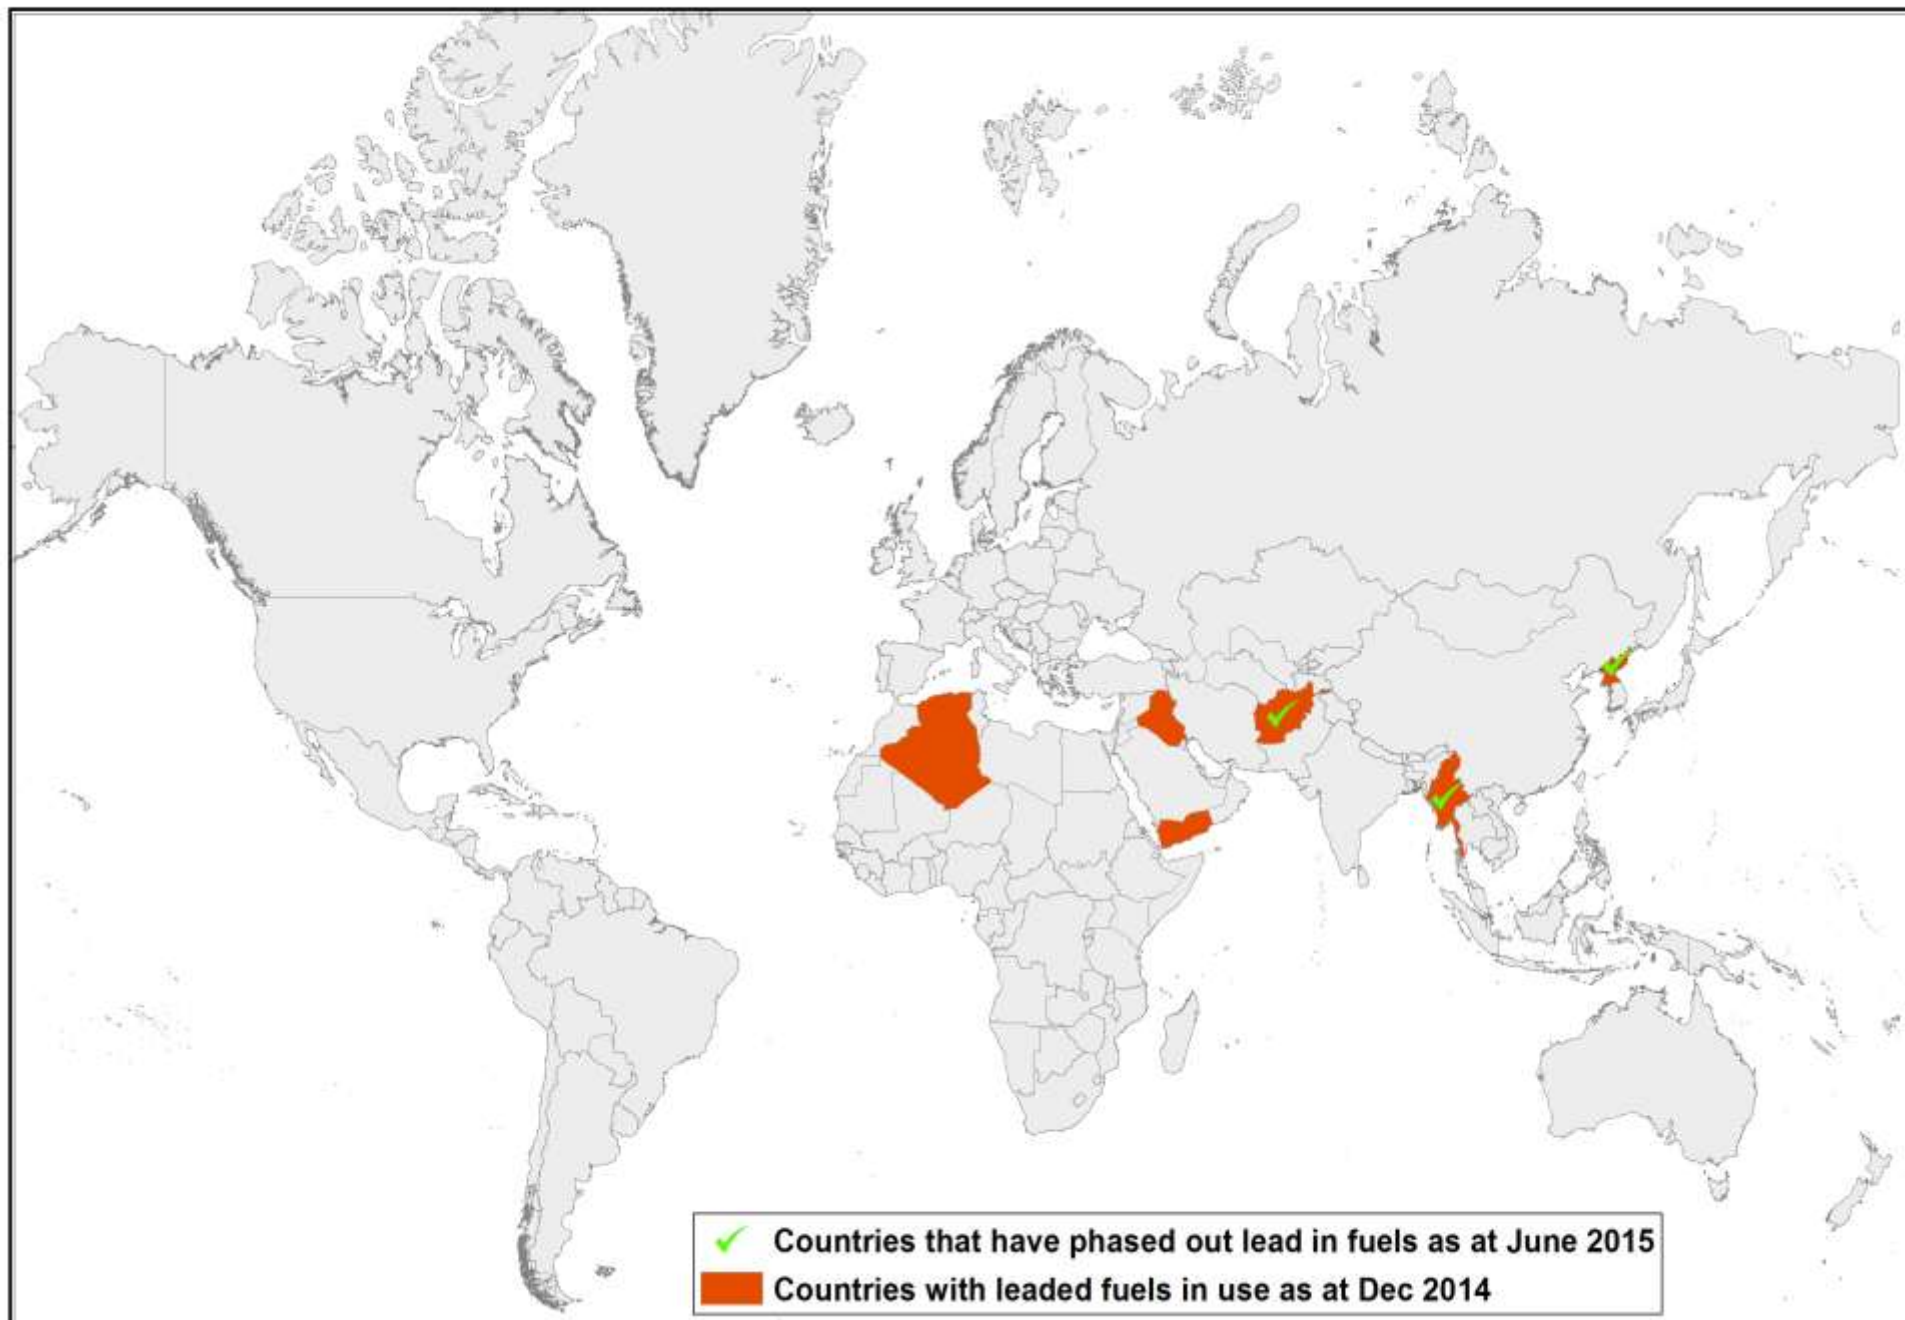 Countries that have phased out lead in fuels as at June 2015
Countries with leaded fuels in use as at Dec 2014